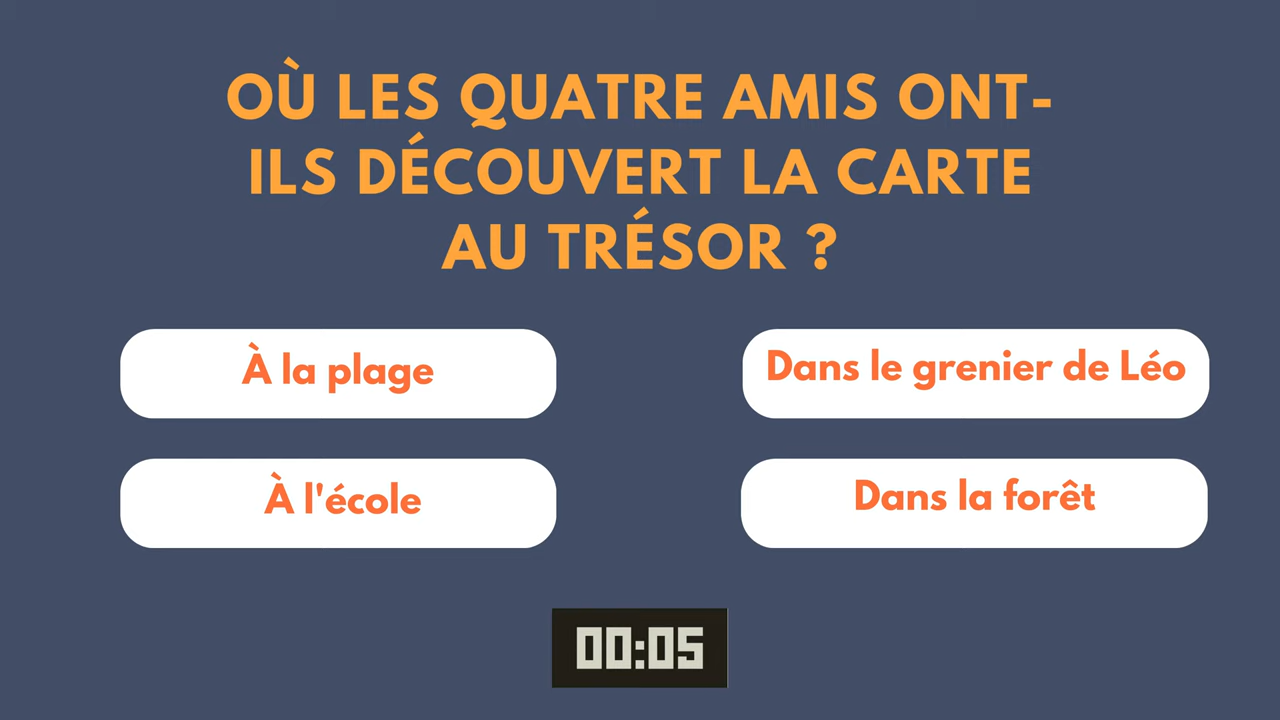 OÙ LES QUATRE AMIS ONT-
ILS DÉCOUVERT LA CARTE
AU TRÉSOR ?
À la plage
Dans le grenier de Léo
À l'école
Dans la forêt
00:05